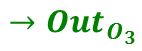 → Out_{O_3}